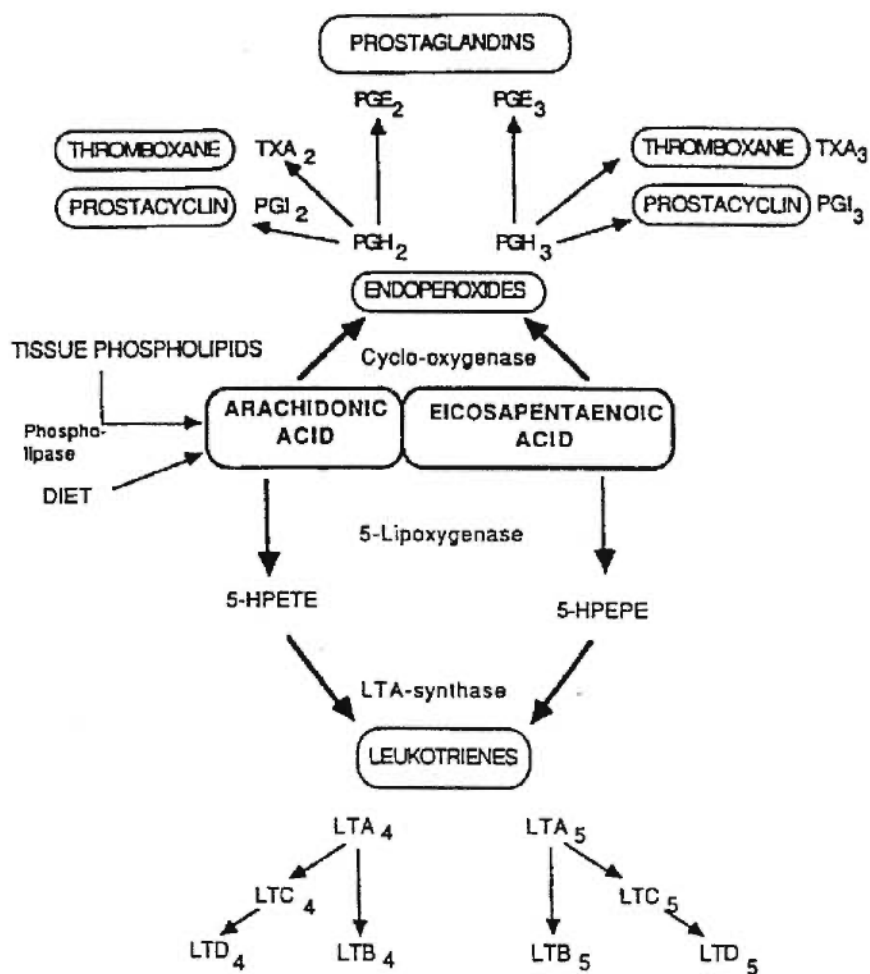 PROSTAGLANDINS
PGE2 PGE3
THROMBOXANE TXA2 THROMBOXANE TXA3
PROSTACYCLIN PGI2 PROSTACYCLIN PGI3
PGH2 PGH3
ENDOPEROXIDES
TISSUE PHOSPHOLIPIDS
Cyclo-oxygenase
ARACHIDONIC ACID
EICOSAPENTAENOIC ACID
Phospho-
lipase
DIET
5-Lipoxygenase
5-HPETE 5-HPEPE
LTA-synthase
LEUKOTRIENES
LTA4 LTA5
LTC4 LTC5
LTD4 LTB4 LTB5 LTD5